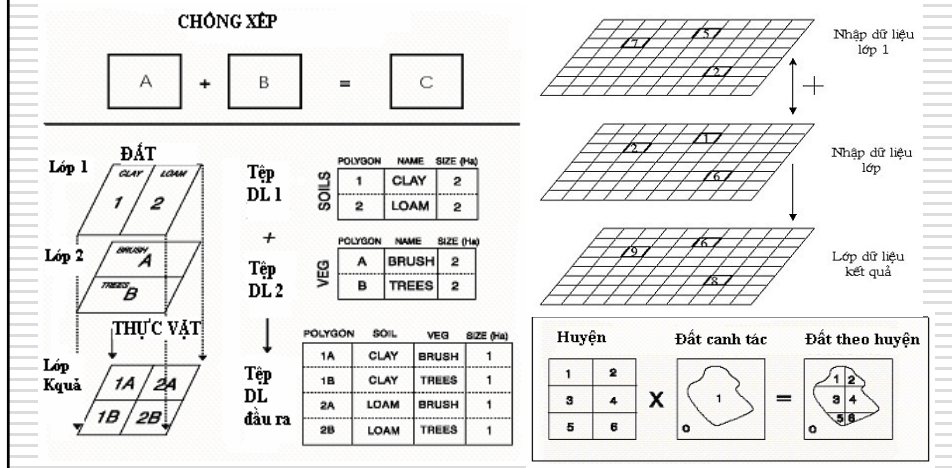 CHỒNG XẾP
A + B = C
Lớp 1
ĐẤT
CLAY LOAM
1 2
Lớp 2
BRUSH
A
TREES
B
THỰC VẬT
Lớp
Kquả
1A 2A
1B 2B
Tệp
DL 1
+
Tệp
DL 2
Tệp
DL
đầu ra
SOILS
POLYGON NAME SIZE (Ha)
1 CLAY 2
2 LOAM 2
VEG
POLYGON NAME SIZE (Ha)
A BRUSH 2
B TREES 2
POLYGON SOIL VEG SIZE (Ha)
1A CLAY BRUSH 1
1B CLAY TREES 1
2A LOAM BRUSH 1
2B LOAM TREES 1
7 5
2
Nhập dữ liệu
lớp 1
+
2 1
6
Nhập dữ liệu
lớp
9 6
8
Lớp dữ liệu
kết quả
Huyện Đất canh tác Đất theo huyện
1 2
3 4
5 6
X
1
0
=
1 2
3 4
5 6
0